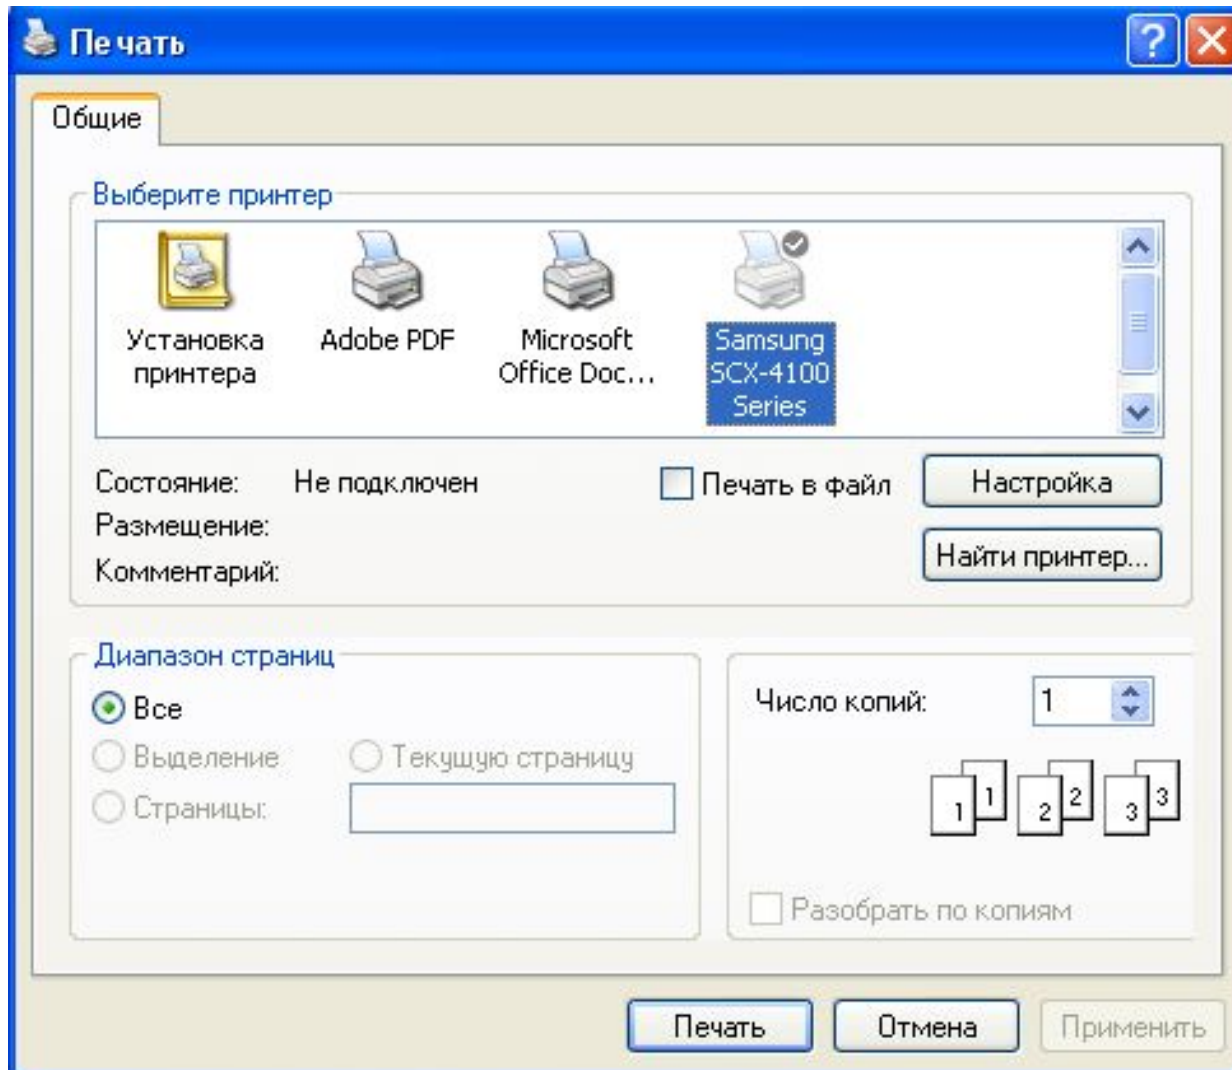 Печать
Общие
Выберите принтер
Установка принтера
Adobe PDF
Microsoft Office Doc...
Samsung SCX-4100 Series
Состояние: Не подключен
Печать в файл
Настройка
Размещение:
Найти принтер...
Комментарий:
Диапазон страниц
Все
Выделение
Текущую страницу
Страницы:
Число копий: 1
1 1 2 2 3 3
Разобрать по копиям
Печать
Отмена
Применить